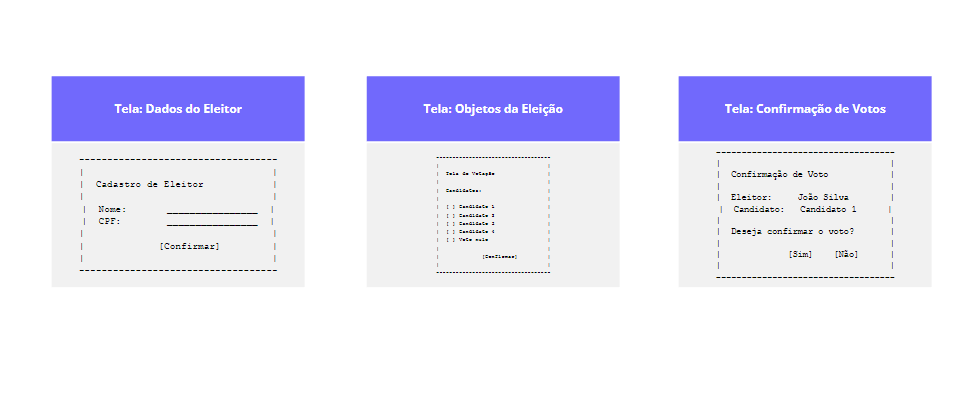 Tela: Dados do Eleitor
Cadastro de Eleitor
Nome: ________________
CPF: ________________
[Confirmar]
Tela: Objetos da Eleição
Tela de Votação
Candidatos:
[ ] Candidato 1
[ ] Candidato 3
[ ] Candidato 2
[ ] Candidato 4
[ ] Voto nulo
[Confirmar]
Tela: Confirmação de Votos
Confirmação de Voto
Eleitor: João Silva
Candidato: Candidato 1
Deseja confirmar o voto?
[Sim] [Não]